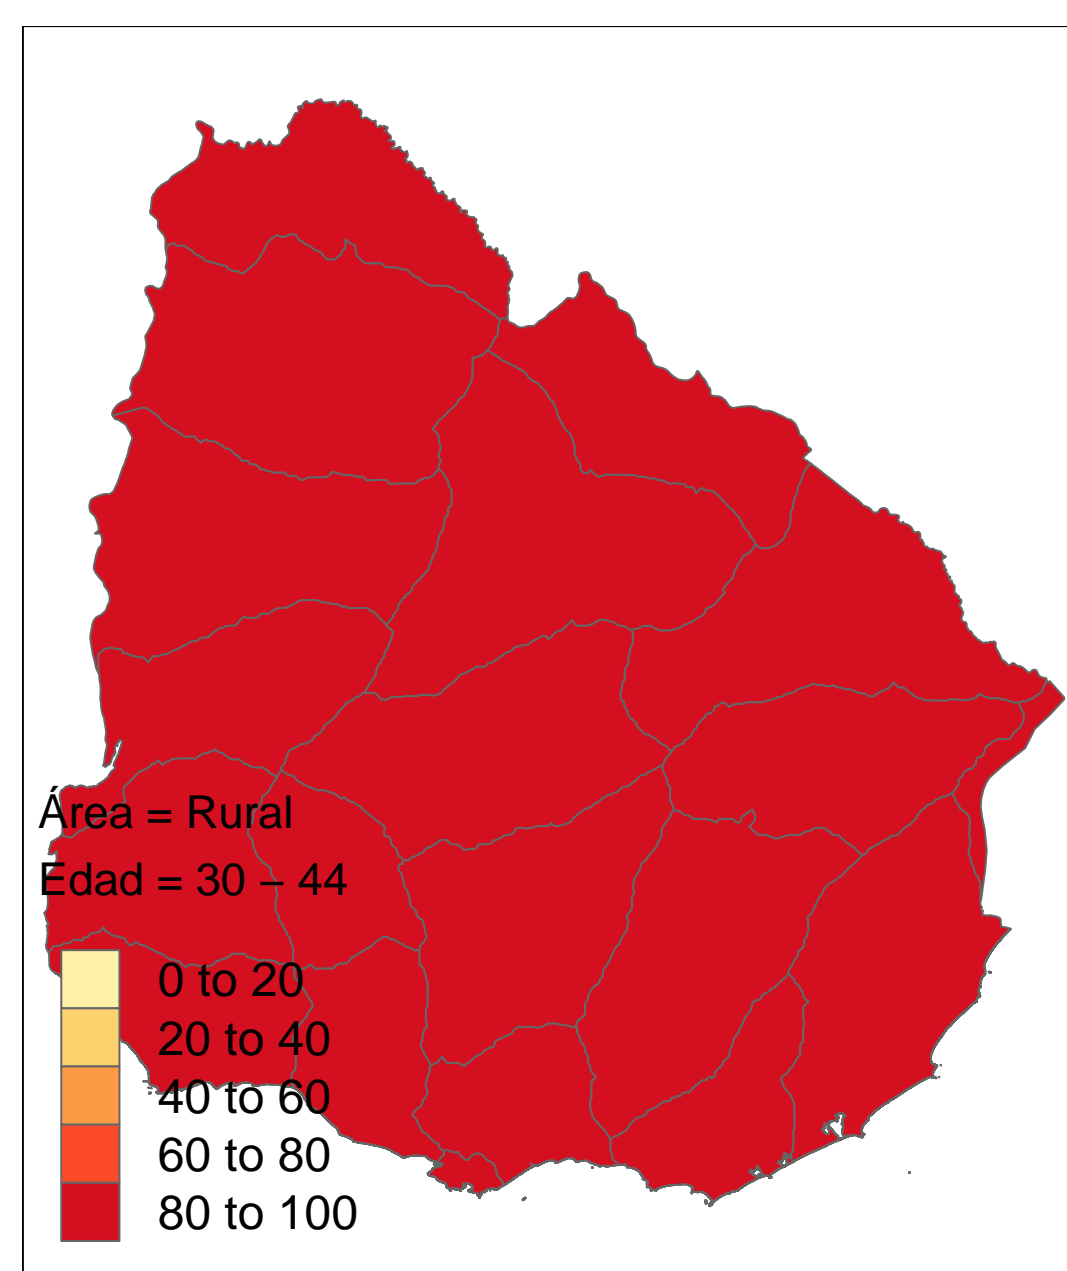 Área = Rural
Edad = 30 – 44
0 to 20
20 to 40
40 to 60
60 to 80
80 to 100